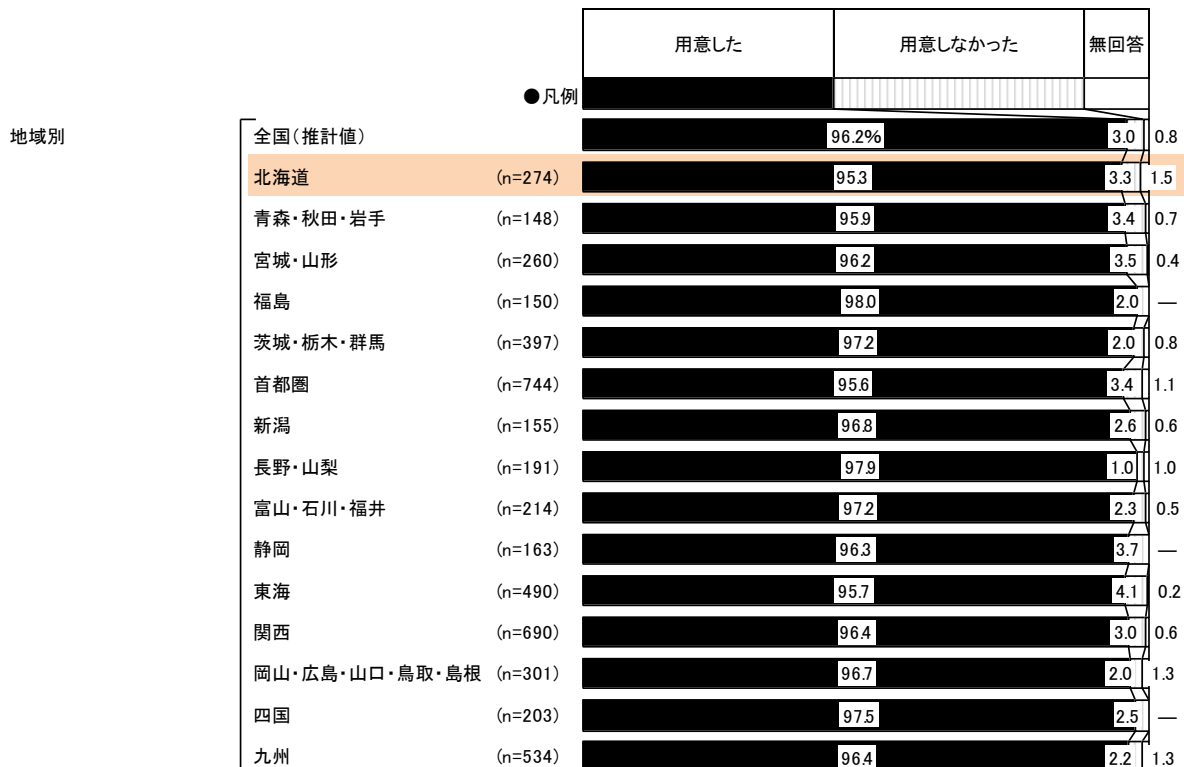 用意した 用意しなかった 無回答
●凡例
地域別 全国(推計値) 96.2% 3.0 0.8
北海道 (n=274) 95.3 3.3 1.5
青森・秋田・岩手 (n=148) 95.9 3.4 0.7
宮城・山形 (n=260) 96.2 3.5 0.4
福島 (n=150) 98.0 2.0 ―
茨城・栃木・群馬 (n=397) 97.2 2.0 0.8
首都圏 (n=744) 95.6 3.4 1.1
新潟 (n=155) 96.8 2.6 0.6
長野・山梨 (n=191) 97.9 1.0 1.0
富山・石川・福井 (n=214) 97.2 2.3 0.5
静岡 (n=163) 96.3 3.7 ―
東海 (n=490) 95.7 4.1 0.2
関西 (n=690) 96.4 3.0 0.6
岡山・広島・山口・鳥取・島根 (n=301) 96.7 2.0 1.3
四国 (n=203) 97.5 2.5 ―
九州 (n=534) 96.4 2.2 1.3